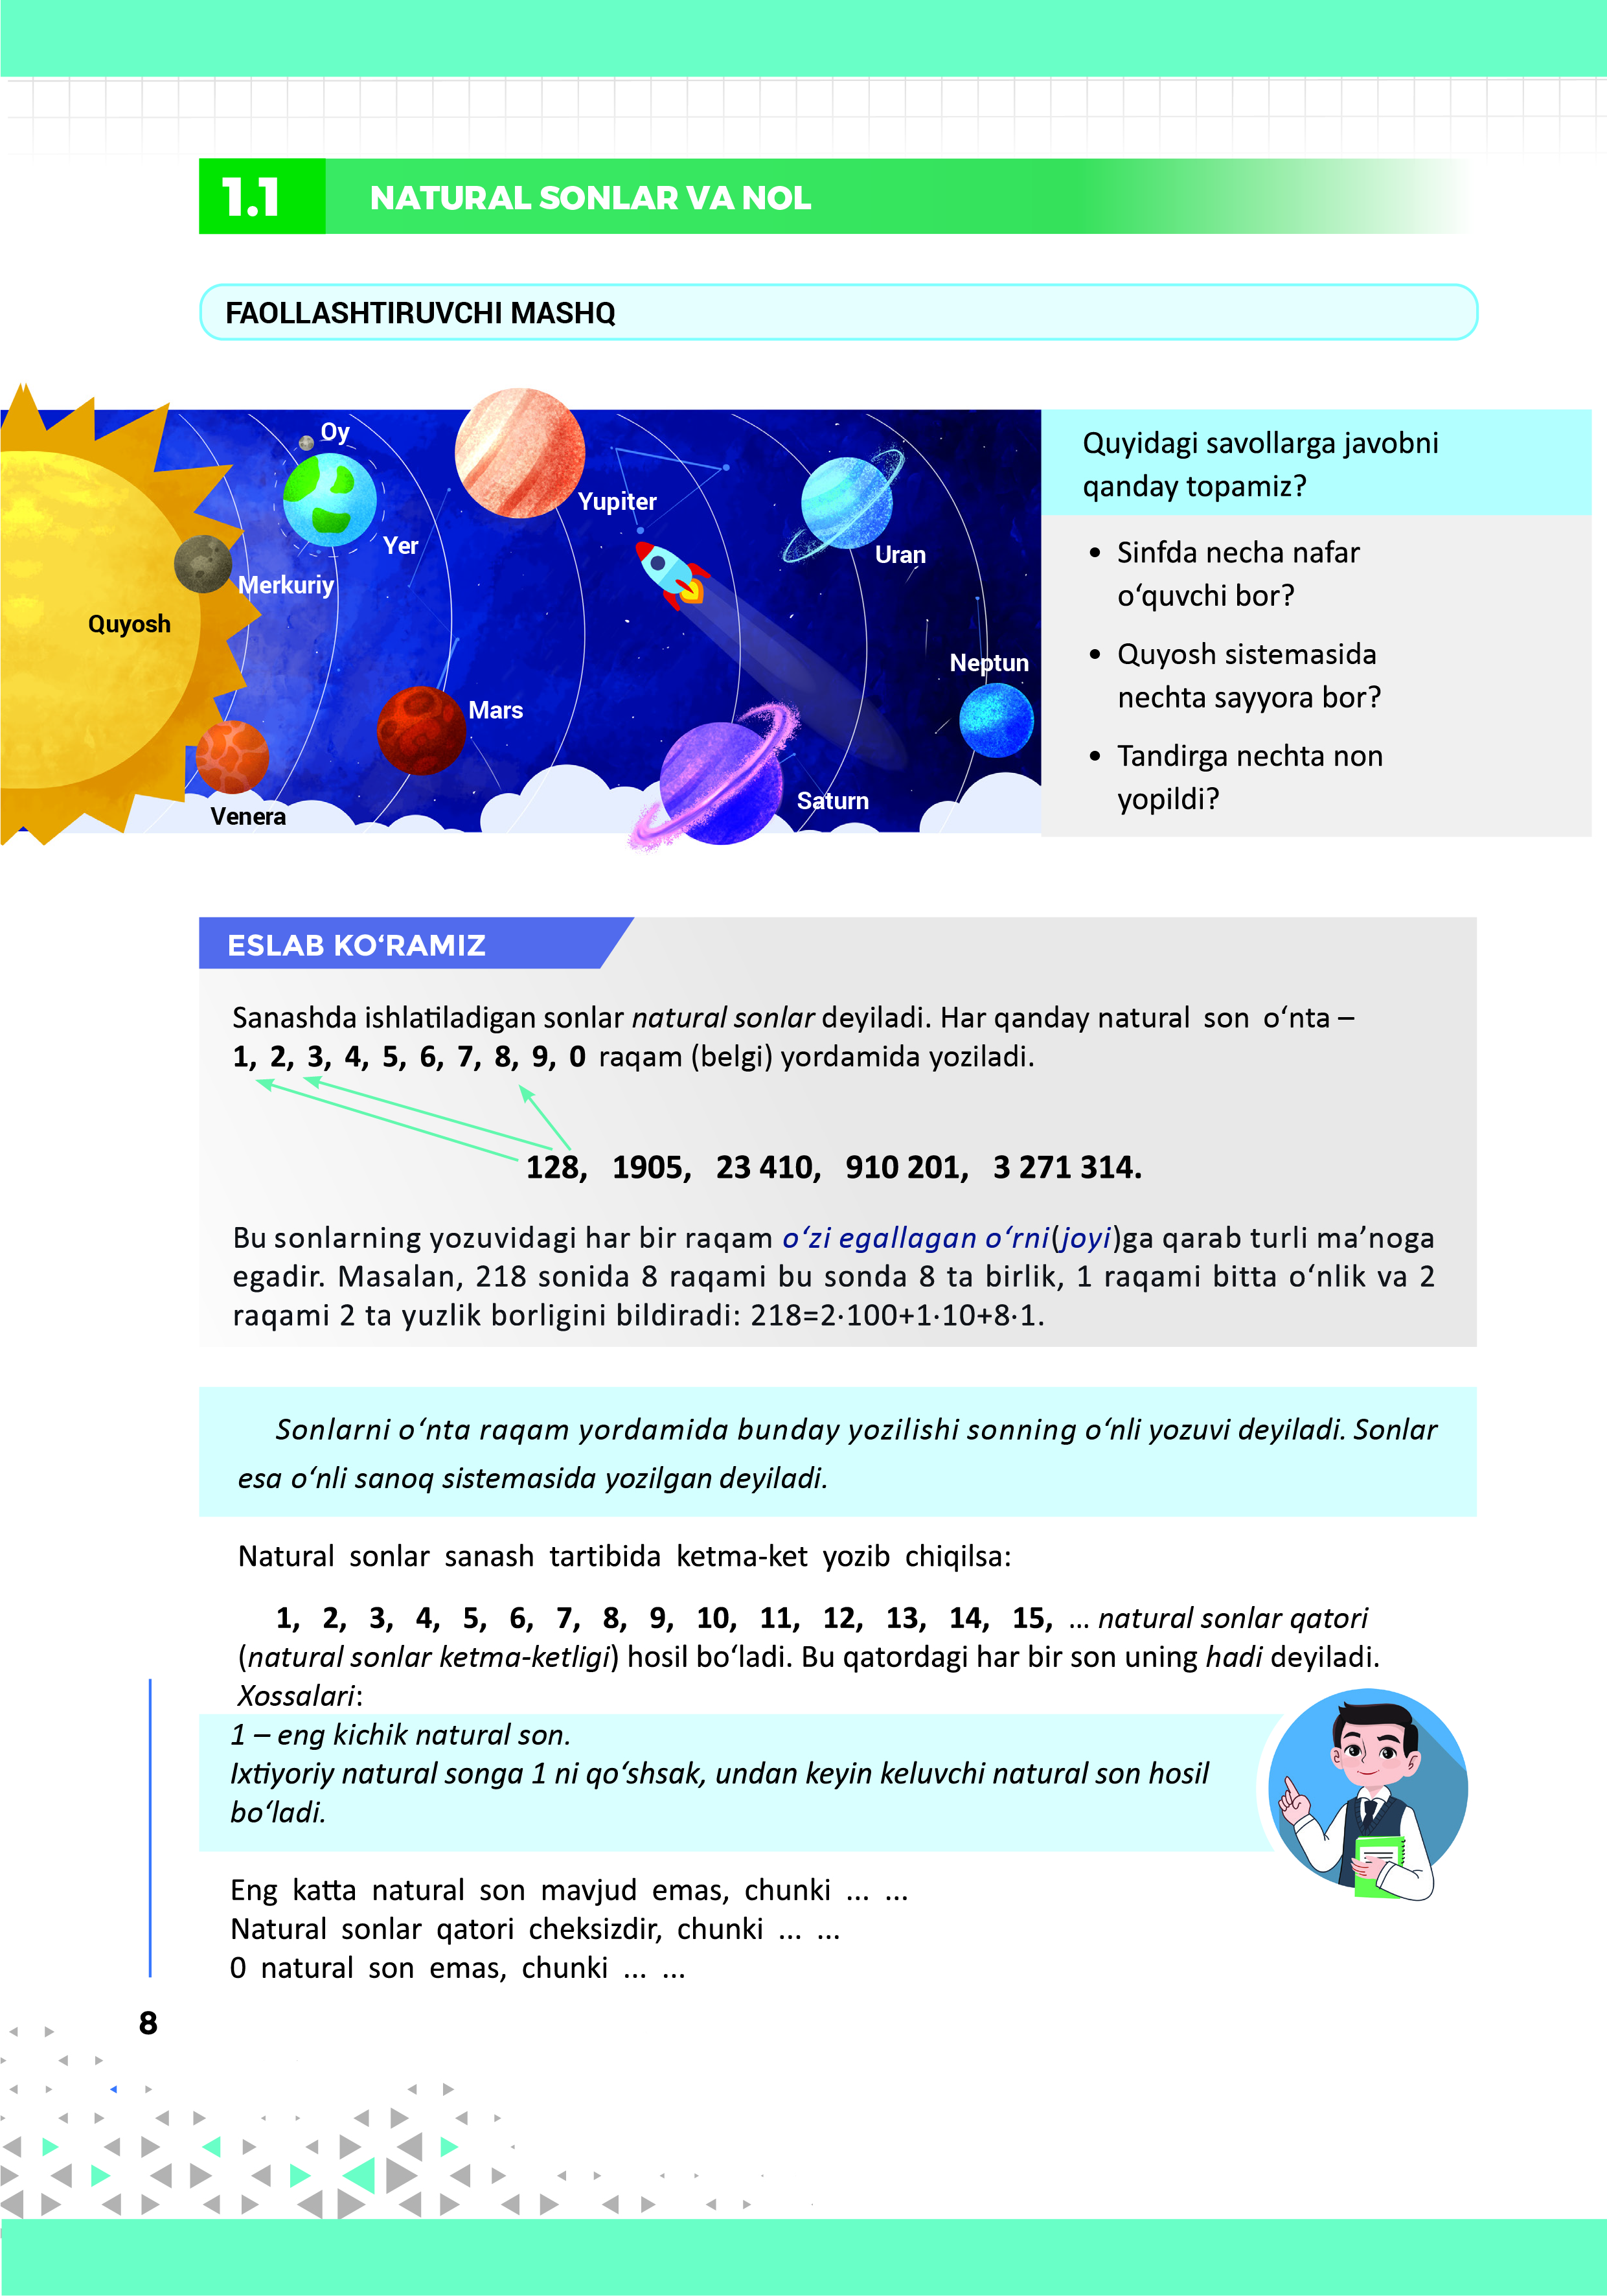 1.1 NATURAL SONLAR VA NOL
FAOLLASHTIRUVCHI MASHQ
Oy
Yer
Merkuriy
Quyosh
Venera
Mars
Yupiter
Saturn
Uran
Neptun
Quyidagi savollarga javobni
qanday topamiz?
• Sinfda necha nafar
o‘quvchi bor?
• Quyosh sistemasida
nechta sayyora bor?
• Tandirga nechta non
yopildi?
ESLAB KO‘RAMIZ
Sanashda ishlatiladigan sonlar natural sonlar deyiladi. Har qanday natural son o‘nta –
1, 2, 3, 4, 5, 6, 7, 8, 9, 0 raqam (belgi) yordamida yoziladi.
128, 1905, 23 410, 910 201, 3 271 314.
Bu sonlarning yozuvidagi har bir raqam o‘zi egallagan o‘rni(joyi)ga qarab turli ma’noga
egadir. Masalan, 218 sonida 8 raqami bu sonda 8 ta birlik, 1 raqami bitta o‘nlik va 2
raqami 2 ta yuzlik borligini bildiradi: 218=2·100+1·10+8·1.
Sonlarni o‘nta raqam yordamida bunday yozilishi sonning o‘nli yozuvi deyiladi. Sonlar
esa o‘nli sanoq sistemasida yozilgan deyiladi.
Natural sonlar sanash tartibida ketma-ket yozib chiqilsa:
1, 2, 3, 4, 5, 6, 7, 8, 9, 10, 11, 12, 13, 14, 15, ... natural sonlar qatori
(natural sonlar ketma-ketligi) hosil bo‘ladi. Bu qatordagi har bir son uning hadi deyiladi.
Xossalari:
1 – eng kichik natural son.
Ixtiyoriy natural songa 1 ni qo‘shsak, undan keyin keluvchi natural son hosil
bo‘ladi.
Eng katta natural son mavjud emas, chunki ... ...
Natural sonlar qatori cheksizdir, chunki ... ...
0 natural son emas, chunki ... ...
8